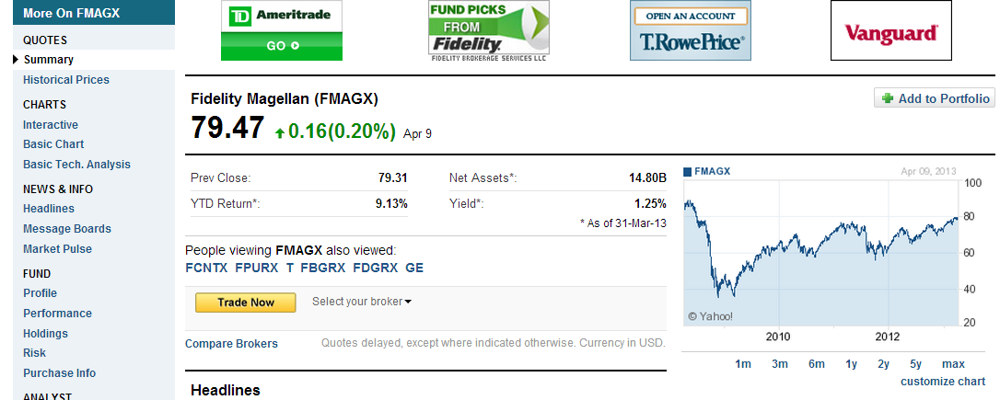 More On FMAGX
QUOTES
Summary
Historical Prices
CHARTS
Interactive
Basic Chart
Basic Tech. Analysis
NEWS & INFO
Headlines
Message Boards
Market Pulse
FUND
Profile
Performance
Holdings
Risk
Purchase Info
ANALYST
TD Ameritrade
GO
FUND PICKS
FROM
Fidelity
FIDELITY BROKERAGE SERVICES LLC
OPEN AN ACCOUNT
T.RowePrice®
Vanguard®
Fidelity Magellan (FMAGX)
Add to Portfolio
79.47 0.16(0.20%) Apr 9
Prev Close: 79.31 Net Assets*: 14.80B
YTD Return*: 9.13% Yield*: 1.25%
* As of 31-Mar-13
People viewing FMAGX also viewed:
FCNTX FPURX T FBGRX FDGRX GE
Trade Now Select your broker
Compare Brokers Quotes delayed, except where indicated otherwise. Currency in USD.
Headlines
FMAGX Apr 09, 2013
100
80
60
40
20
© Yahoo!
2010 2012
1m 3m 6m 1y 2y 5y max
customize chart